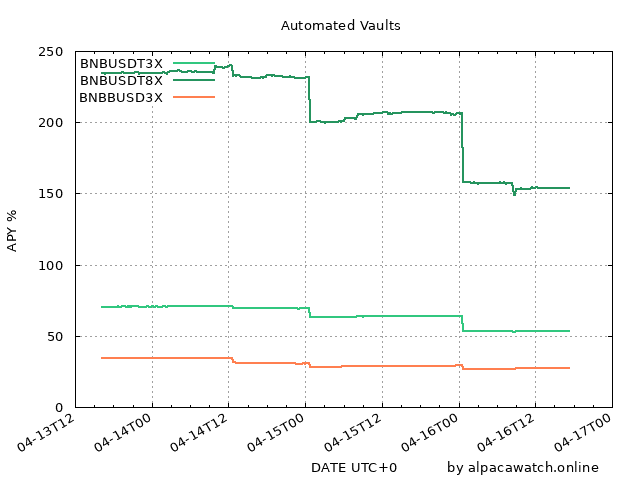 Automated Vaults
250
200
150
100
50
0
APY %
BNBUSDT3X
BNBUSDT8X
BNBBUSD3X
04-13T12
04-14T00
04-14T12
04-15T00
04-15T12
04-16T00
04-16T12
04-17T00
DATE UTC+0
by alpacawatch.online